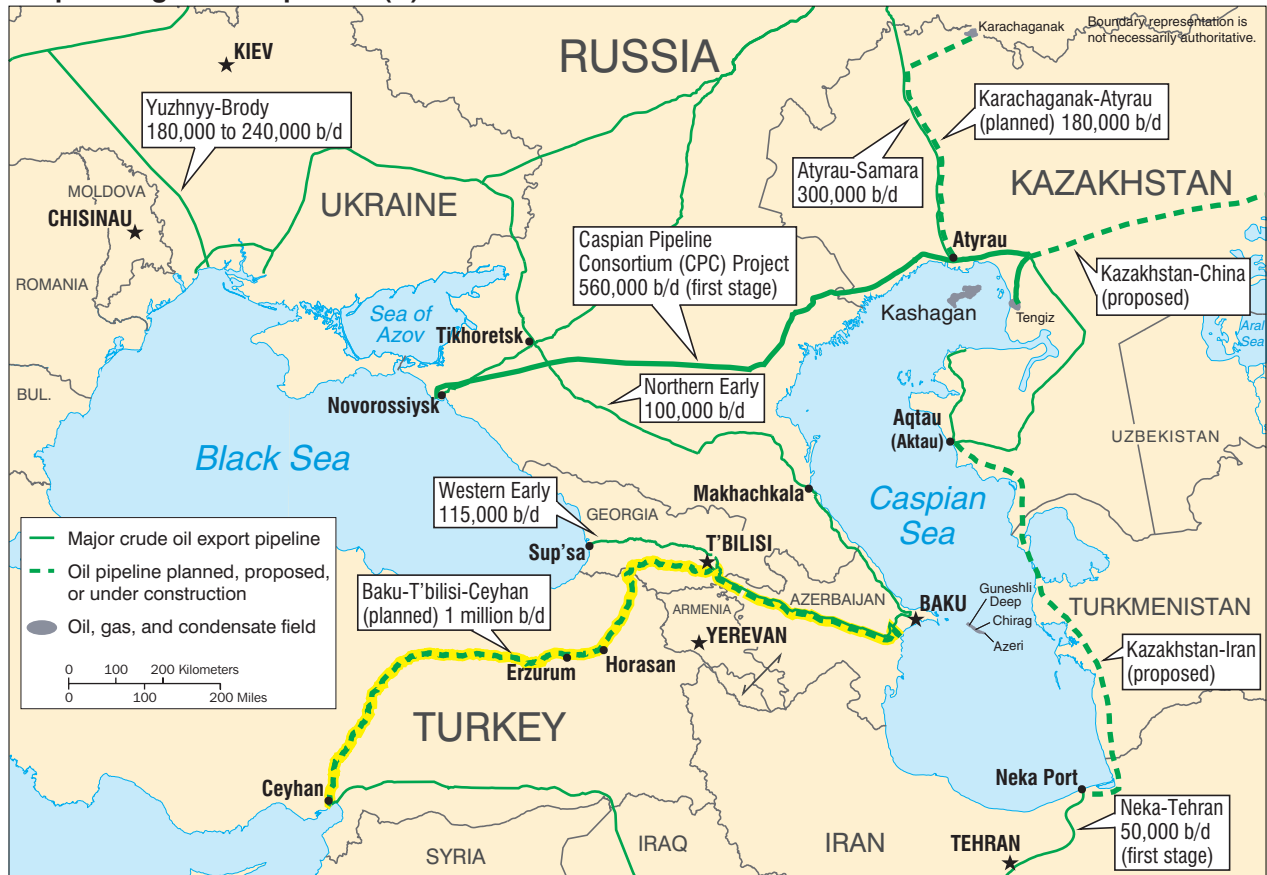 KIEV
RUSSIA
Karachaganak
Boundary representation is
not necessarily authoritative.
Yuzhnyy-Brody
180,000 to 240,000 b/d
Karachaganak-Atyrau
(planned) 180,000 b/d
Atyrau-Samara
300,000 b/d
MOLDOVA
CHISINAU
UKRAINE
KAZAKHSTAN
Caspian Pipeline
Consortium (CPC) Project
560,000 b/d (first stage)
Atyrau
Kazakhstan-China
(proposed)
ROMANIA
Sea of
Azov
Tikhoretsk
Kashagan
Tengiz
Aral
Sea
BUL.
Novorossiysk
Northern Early
100,000 b/d
Aqtau
(Aktau)
UZBEKISTAN
Black Sea
Makhachkala
Caspian
Sea
Western Early
115,000 b/d
GEORGIA
Sup'sa
T'BILISI
Major crude oil export pipeline
Oil pipeline planned, proposed,
or under construction
Oil, gas, and condensate field
0 100 200 Kilometers
0 100 200 Miles
Baku-T'bilisi-Ceyhan
(planned) 1 million b/d
ARMENIA
AZERBAIJAN
BAKU
Guneshli
Deep
Chirag
Azeri
TURKMENISTAN
YEREVAN
Horasan
Erzurum
Kazakhstan-Iran
(proposed)
TURKEY
Ceyhan
Neka Port
Neka-Tehran
50,000 b/d
(first stage)
SYRIA
IRAQ
IRAN
TEHRAN